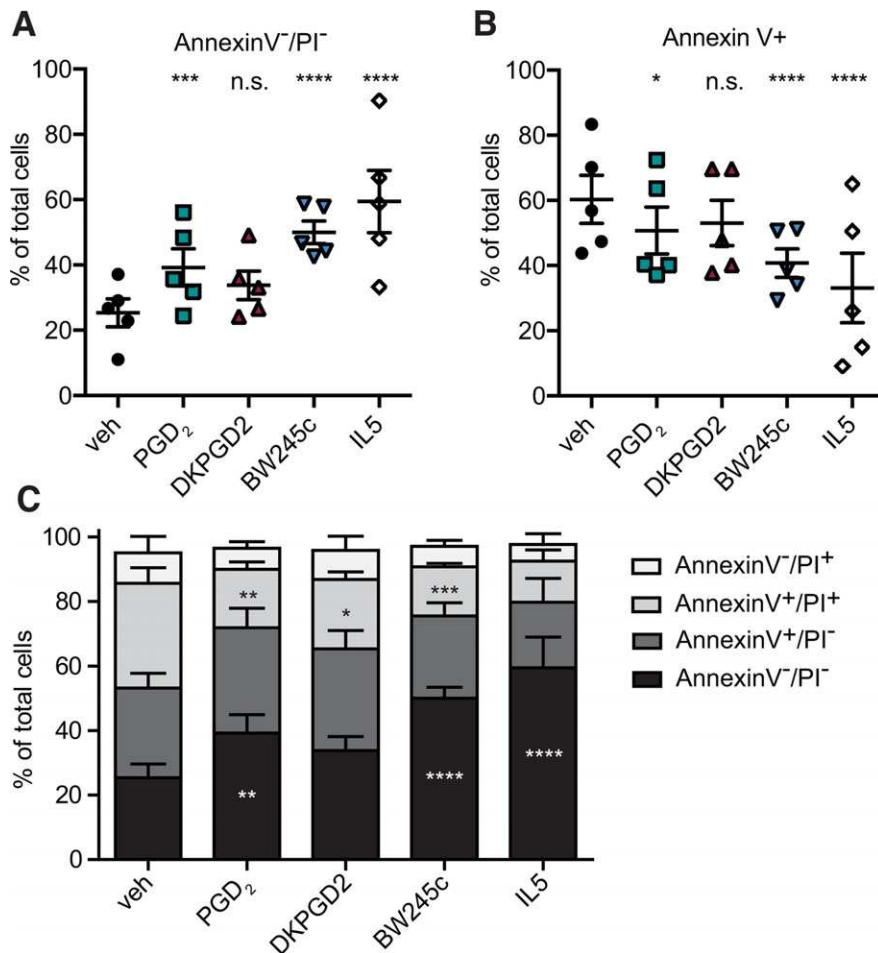 A
AnnexinV⁻/PI⁻
*** n.s. **** ****
% of total cells
100
80
60
40
20
0
veh
PGD₂
DKPGD2
BW245c
IL5
B
Annexin V+
* n.s. **** ****
% of total cells
100
80
60
40
20
0
veh
PGD₂
DKPGD2
BW245c
IL5
C
% of total cells
100
80
60
40
20
0
** * ***
** **** ****
veh
PGD₂
DKPGD2
BW245c
IL5
AnnexinV⁻/PI⁺
AnnexinV⁺/PI⁺
AnnexinV⁺/PI⁻
AnnexinV⁻/PI⁻